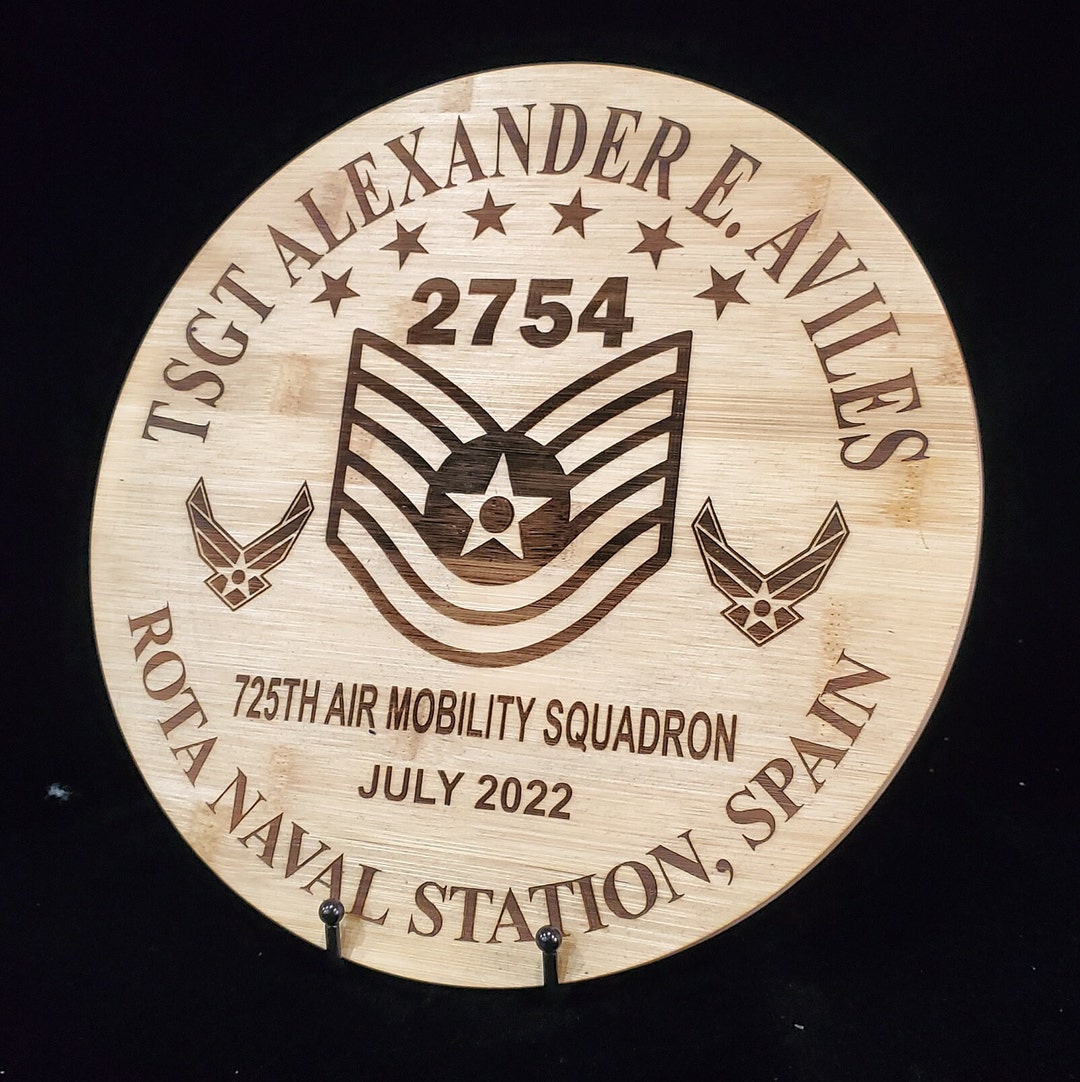 TSGT ALEXANDER E. AVILES
2754
725TH AIR MOBILITY SQUADRON
JULY 2022
ROTA NAVAL STATION, SPAIN